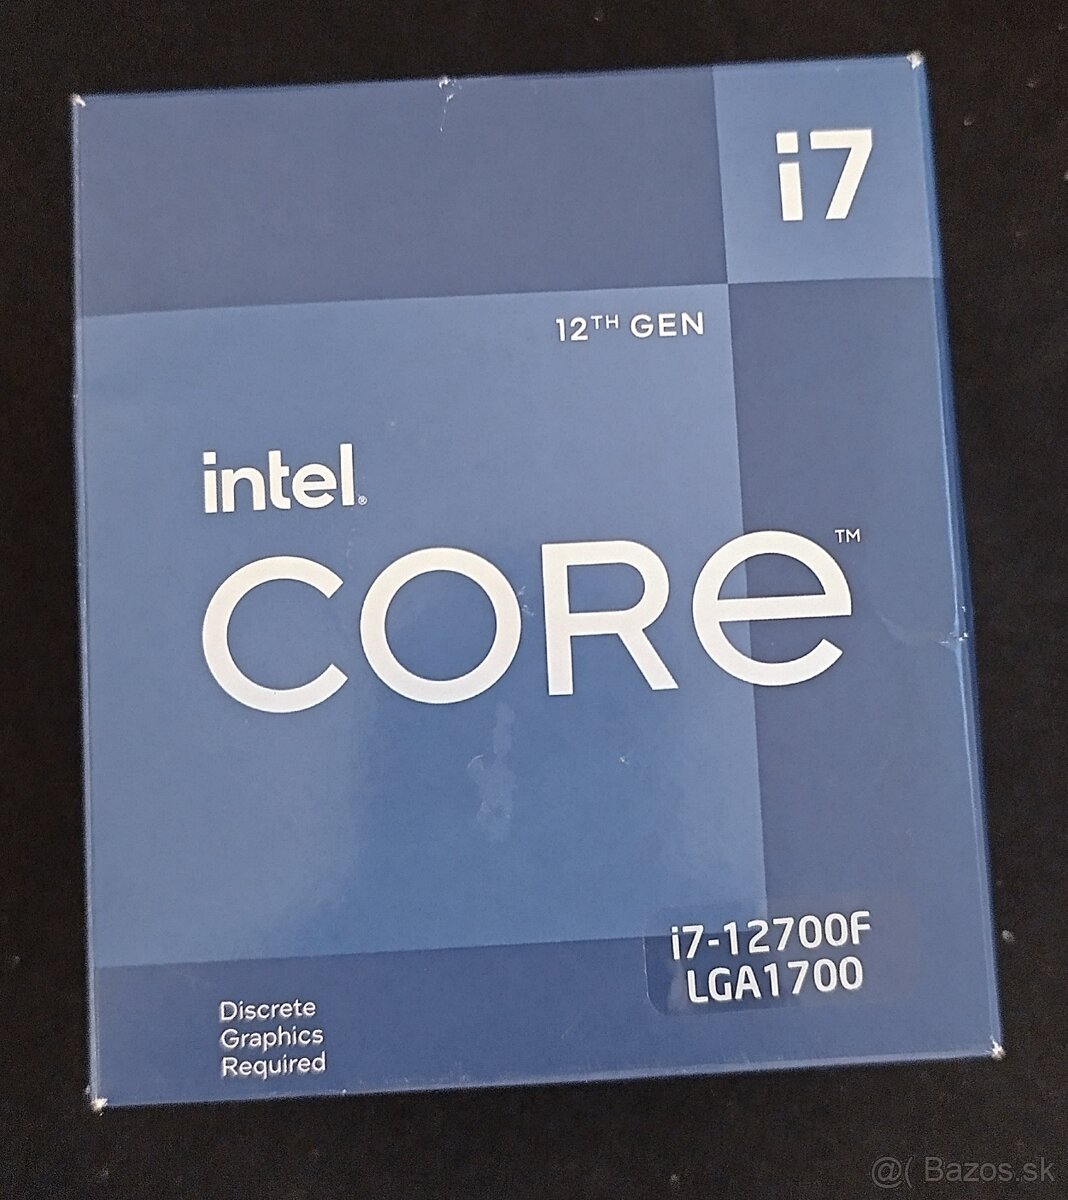 i7
12TH GEN
intel®
CORE™
i7-12700F
LGA1700
Discrete
Graphics
Required
@( Bazos.sk